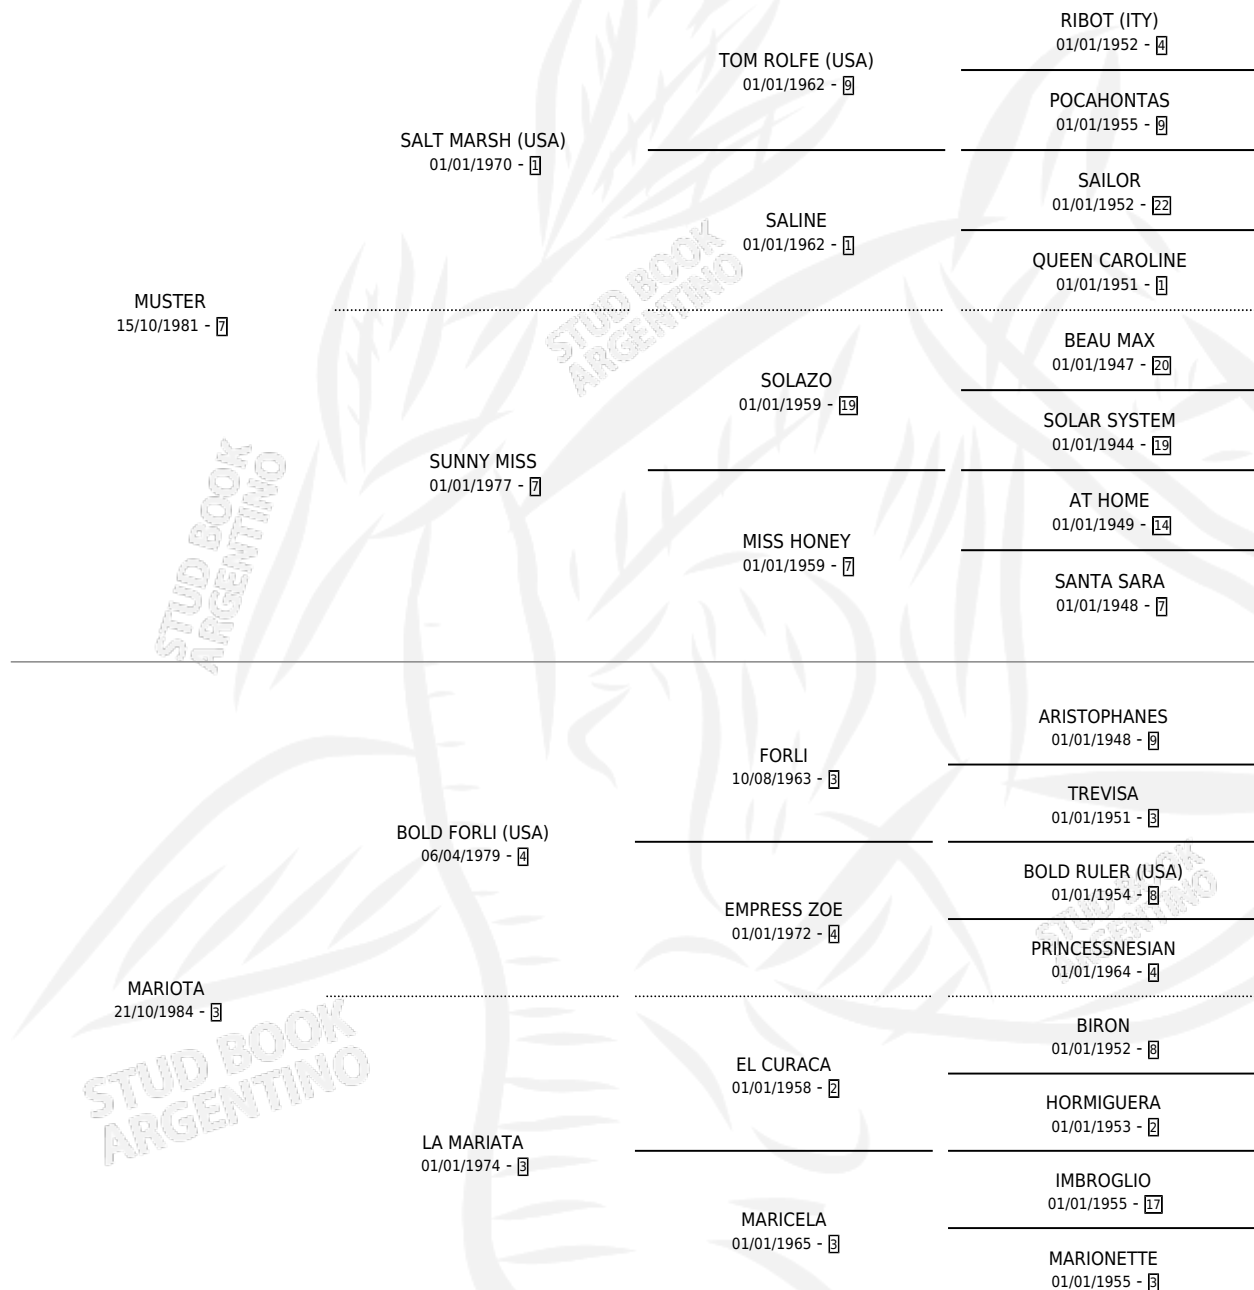 RIBOT (ITY)
01/01/1952 - 4
TOM ROLFE (USA)
01/01/1962 - 9
POCAHONTAS
01/01/1955 - 9
SALT MARSH (USA)
01/01/1970 - 1
SAILOR
01/01/1952 - 22
SALINE
01/01/1962 - 1
QUEEN CAROLINE
01/01/1951 - 1
MUSTER
15/10/1981 - 7
STUD BOOK
ARGENTINO
BEAU MAX
01/01/1947 - 20
SOLAZO
01/01/1959 - 19
SOLAR SYSTEM
01/01/1944 - 19
SUNNY MISS
01/01/1977 - 7
AT HOME
01/01/1949 - 14
MISS HONEY
01/01/1959 - 7
SANTA SARA
01/01/1948 - 7
STUD BOOK
ARGENTINO
ARISTOPHANES
01/01/1948 - 9
FORLI
10/08/1963 - 3
TREVISA
01/01/1951 - 3
BOLD FORLI (USA)
06/04/1979 - 4
BOLD RULER (USA)
01/01/1954 - 8
STUD BOOK
ARGENTINO
EMPRESS ZOE
01/01/1972 - 4
PRINCESSNESIAN
01/01/1964 - 4
MARIOTA
21/10/1984 - 3
STUD BOOK
ARGENTINO
BIRON
01/01/1952 - 8
EL CURACA
01/01/1958 - 2
HORMIGUERA
01/01/1953 - 2
LA MARIATA
01/01/1974 - 3
IMBROGLIO
01/01/1955 - 17
MARICELA
01/01/1965 - 3
MARIONETTE
01/01/1955 - 3